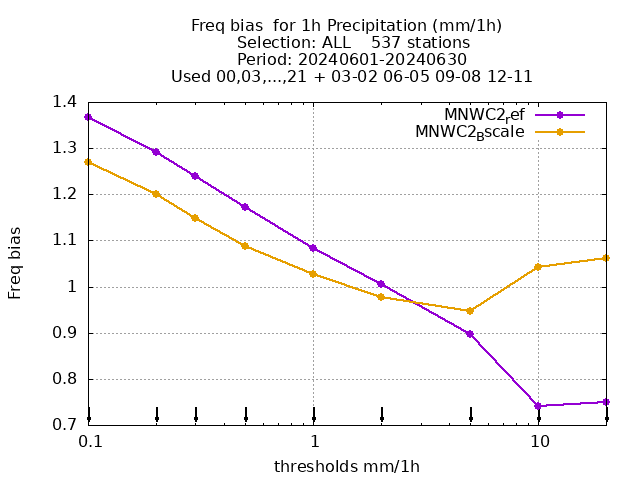 Freq bias  for 1h Precipitation (mm/1h)
Selection: ALL    537 stations
Period: 20240601-20240630
Used 00,03,...,21 + 03-02 06-05 09-08 12-11
MNWC2ref
MNWC2Bscale
1.4
1.3
1.2
1.1
1
0.9
0.8
0.7
Freq bias
0.1 1 10
thresholds mm/1h